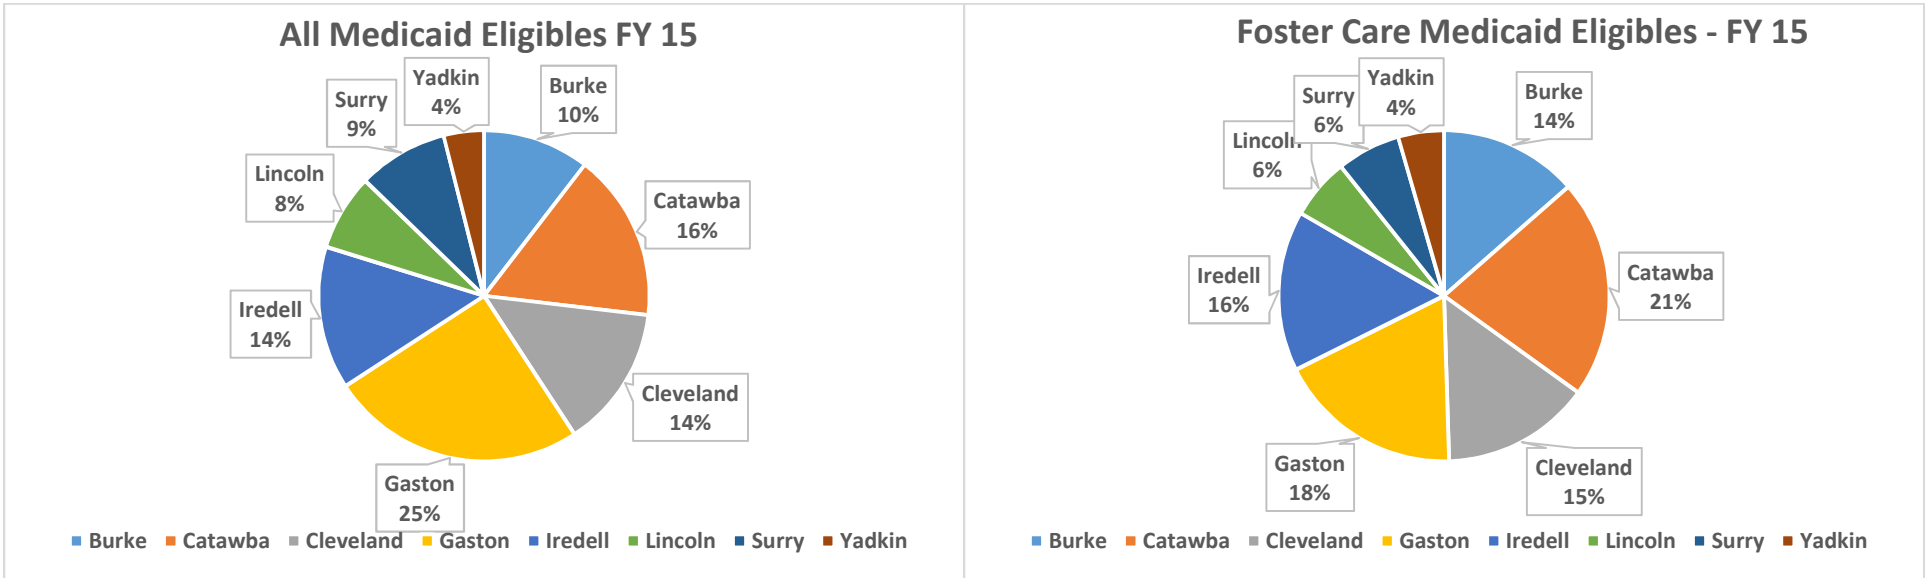 All Medicaid Eligibles FY 15
Yadkin
4%
Burke
10%
Surry
9%
Lincoln
8%
Catawba
16%
Iredell
14%
Cleveland
14%
Gaston
25%
Burke Catawba Cleveland Gaston Iredell Lincoln Surry Yadkin
Foster Care Medicaid Eligibles - FY 15
Yadkin
4%
Burke
14%
Surry
6%
Lincoln
6%
Iredell
16%
Catawba
21%
Gaston
18%
Cleveland
15%
Burke Catawba Cleveland Gaston Iredell Lincoln Surry Yadkin